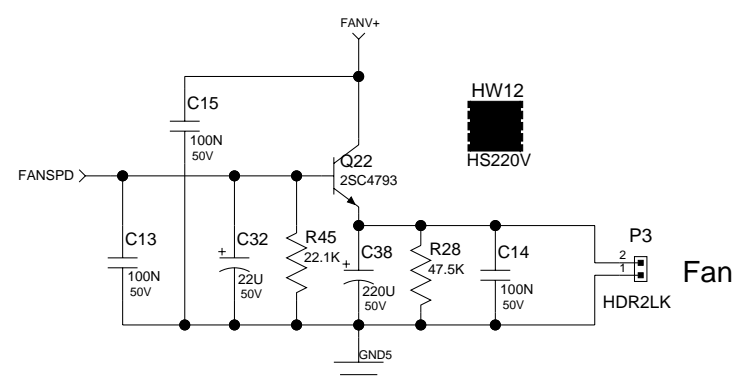 FANV+
C15
100N
50V
HW12
HS220V
Q22
2SC4793
FANSPD
C13
100N
50V
C32
+
22U
50V
R45
22.1K
C38
+
220U
50V
R28
47.5K
C14
100N
50V
P3
2
1
HDR2LK
Fan
GND5